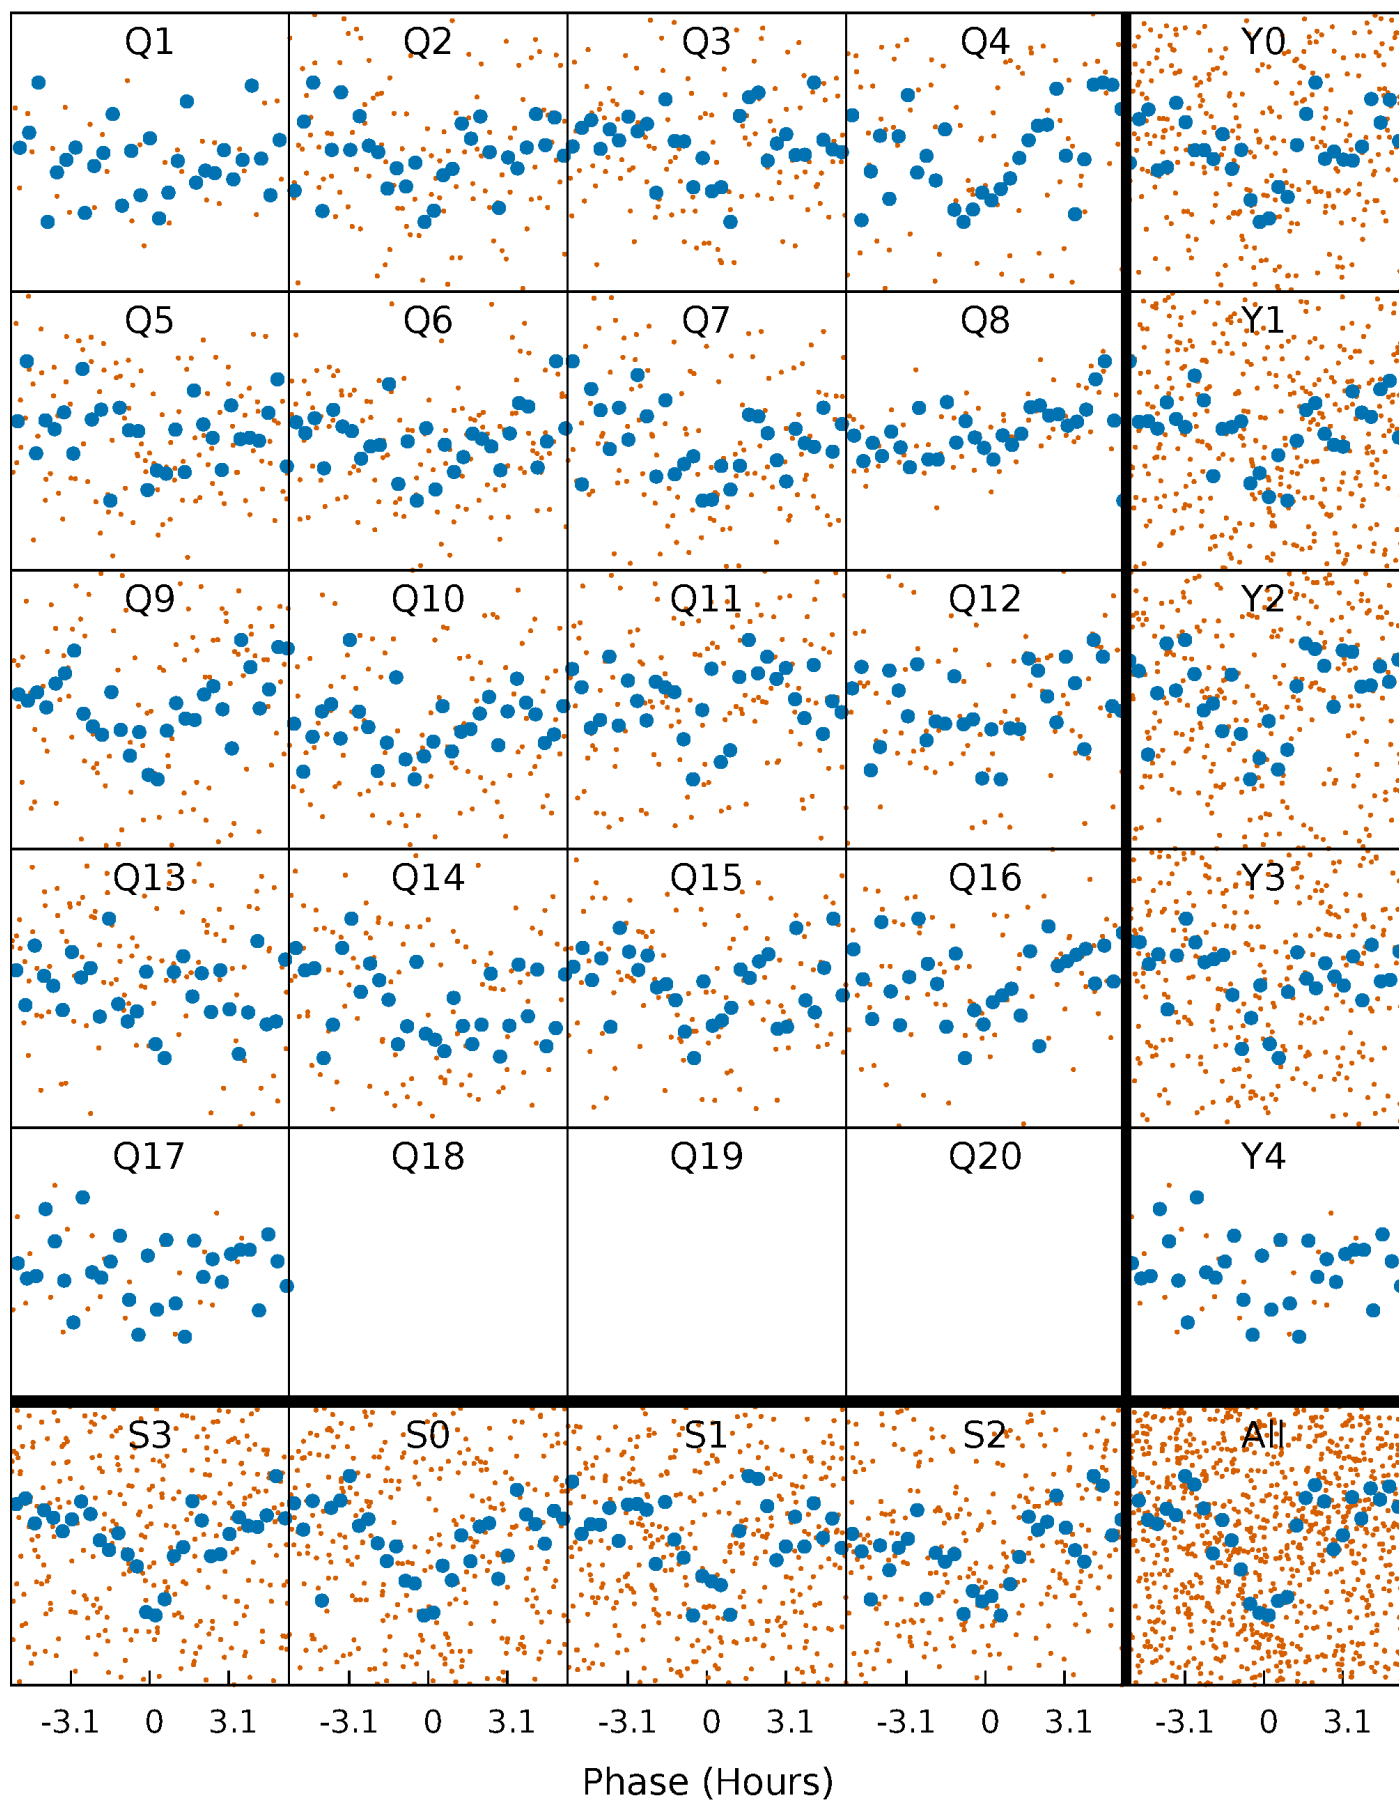 Q1 Q2 Q3 Q4 Y0
Q5 Q6 Q7 Q8 Y1
Q9 Q10 Q11 Q12 Y2
Q13 Q14 Q15 Q16 Y3
Q17 Q18 Q19 Q20 Y4
S3 S0 S1 S2 All
-3.1 0 3.1 -3.1 0 3.1 -3.1 0 3.1 -3.1 0 3.1 -3.1 0 3.1
Phase (Hours)